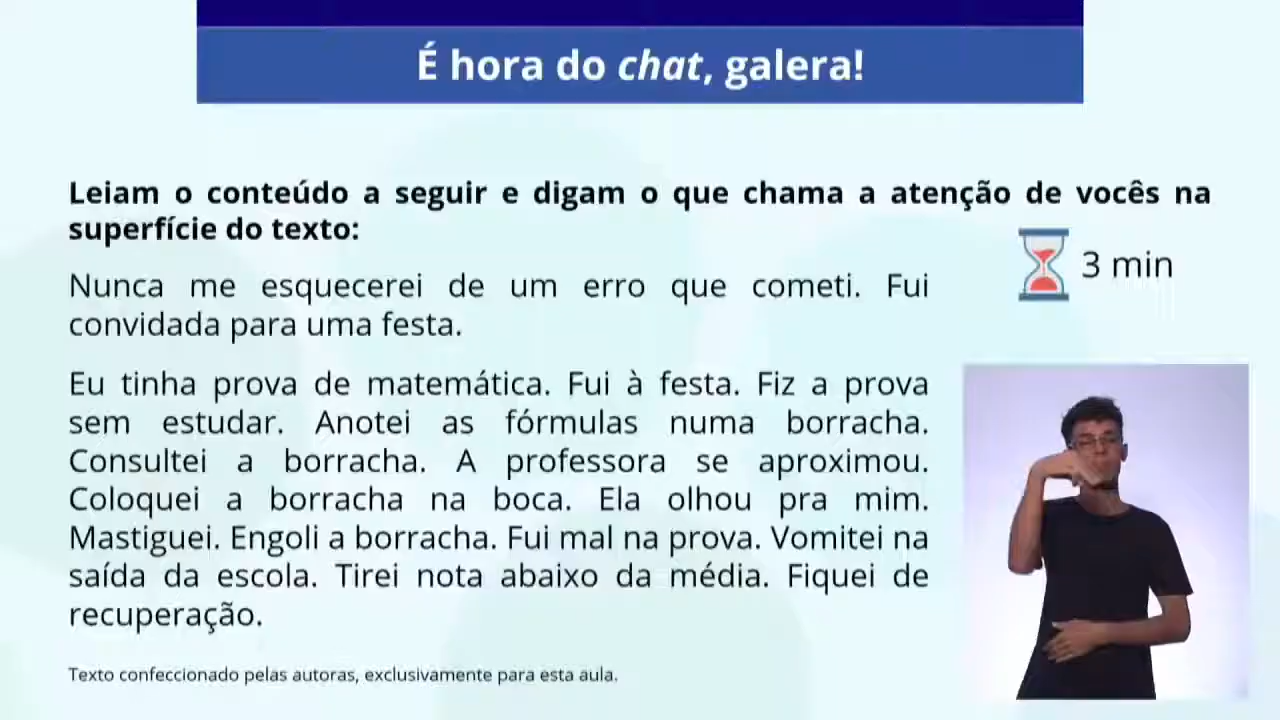 É hora do chat, galera!
Leiam o conteúdo a seguir e digam o que chama a atenção de vocês na
superfície do texto:
3 min
Nunca me esquecerei de um erro que cometi. Fui
convidada para uma festa.
Eu tinha prova de matemática. Fui à festa. Fiz a prova
sem estudar. Anotei as fórmulas numa borracha.
Consultei a borracha. A professora se aproximou.
Coloquei a borracha na boca. Ela olhou pra mim.
Mastiguei. Engoli a borracha. Fui mal na prova. Vomitei na
saída da escola. Tirei nota abaixo da média. Fiquei de
recuperação.
Texto confeccionado pelas autoras, exclusivamente para esta aula.